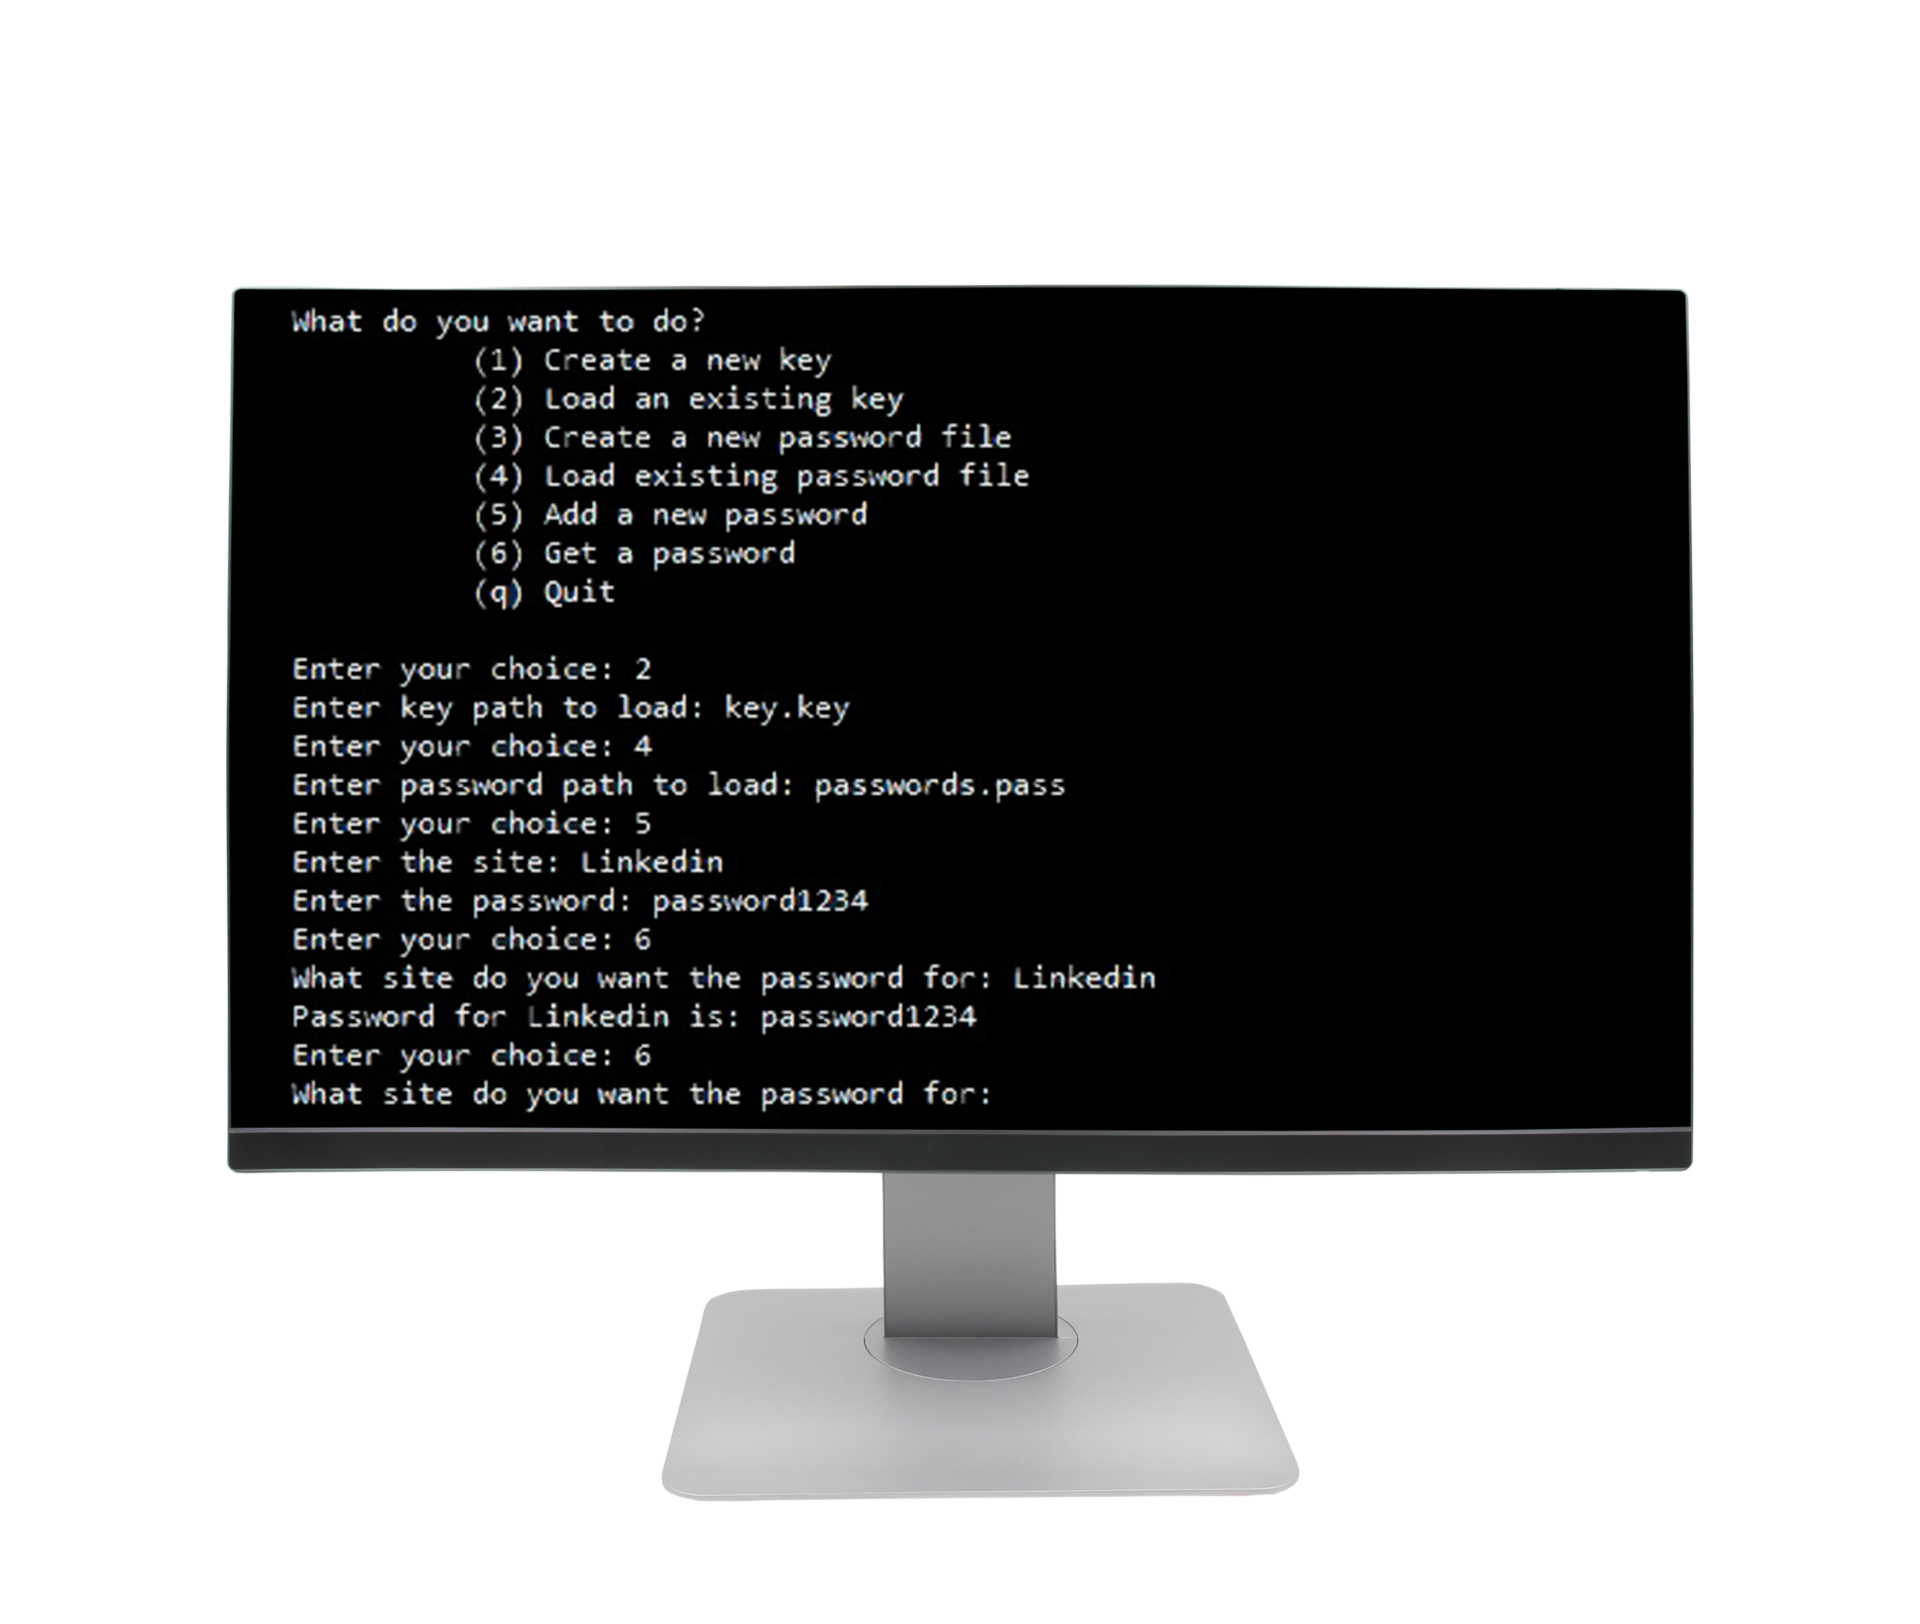 What do you want to do?
(1) Create a new key
(2) Load an existing key
(3) Create a new password file
(4) Load existing password file
(5) Add a new password
(6) Get a password
(q) Quit
Enter your choice: 2
Enter key path to load: key.key
Enter your choice: 4
Enter password path to load: passwords.pass
Enter your choice: 5
Enter the site: Linkedin
Enter the password: password1234
Enter your choice: 6
What site do you want the password for: Linkedin
Password for Linkedin is: password1234
Enter your choice: 6
What site do you want the password for: